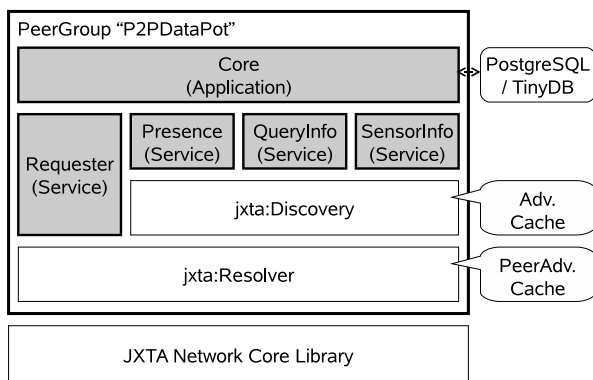 PeerGroup “P2PDataPot”
Core
(Application)
PostgreSQL
/ TinyDB
Requester
(Service)
Presence
(Service)
QueryInfo
(Service)
SensorInfo
(Service)
jxta:Discovery
Adv.
Cache
jxta:Resolver
PeerAdv.
Cache
JXTA Network Core Library